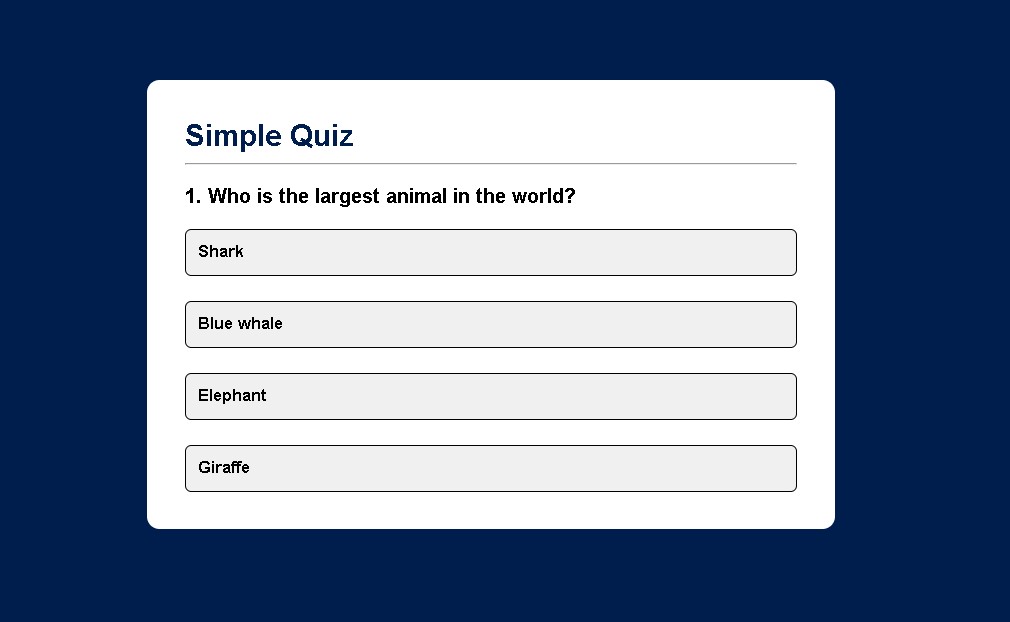 Simple Quiz
1. Who is the largest animal in the world?
Shark
Blue whale
Elephant
Giraffe